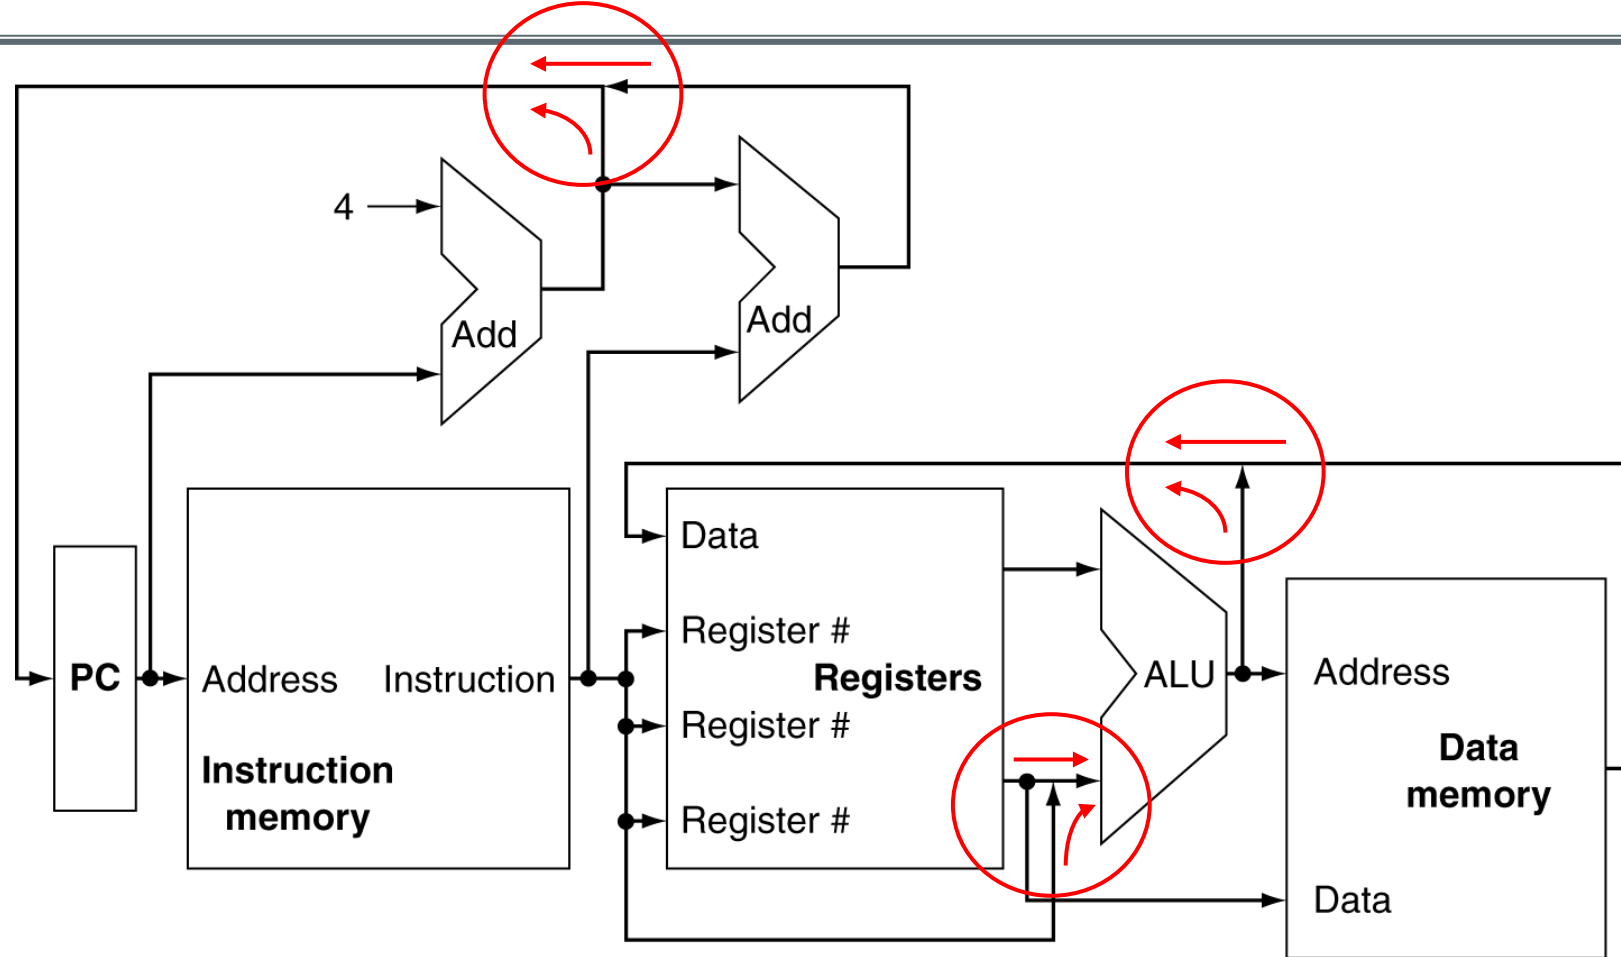 4
Add
Add
PC
Address
Instruction
Instruction
memory
Data
Register #
Registers
Register #
Register #
ALU
Address
Data
memory
Data